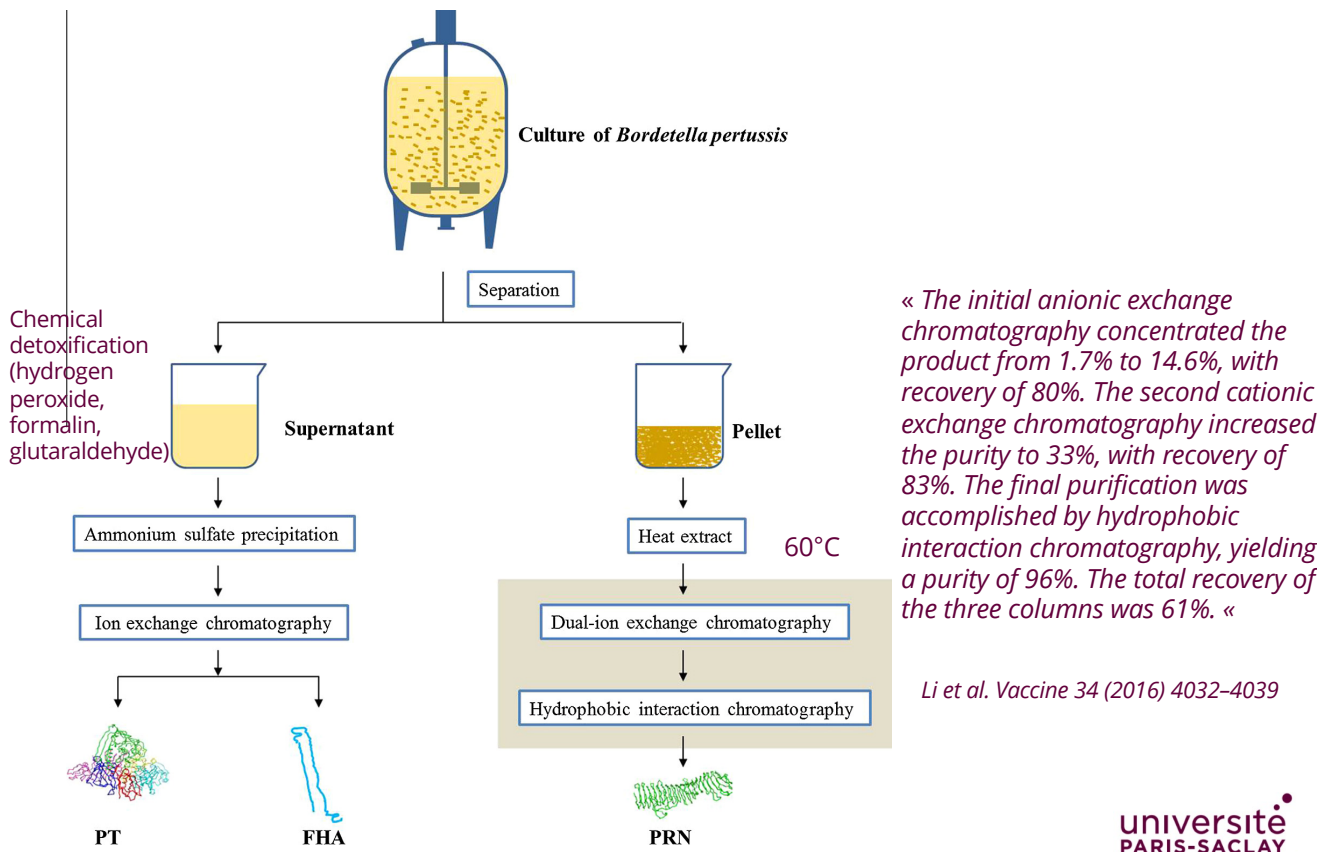 Culture of Bordetella pertussis
Separation
Chemical
detoxification
(hydrogen
peroxide,
formalin,
glutaraldehyde)
Supernatant
Pellet
Ammonium sulfate precipitation
Heat extract
60°C
Ion exchange chromatography
Dual-ion exchange chromatography
Hydrophobic interaction chromatography
PT
FHA
PRN
« The initial anionic exchange
chromatography concentrated the
product from 1.7% to 14.6%, with
recovery of 80%. The second cationic
exchange chromatography increased
the purity to 33%, with recovery of
83%. The final purification was
accomplished by hydrophobic
interaction chromatography, yielding
a purity of 96%. The total recovery of
the three columns was 61%. «
Li et al. Vaccine 34 (2016) 4032–4039
université
PARIS-SACLAY